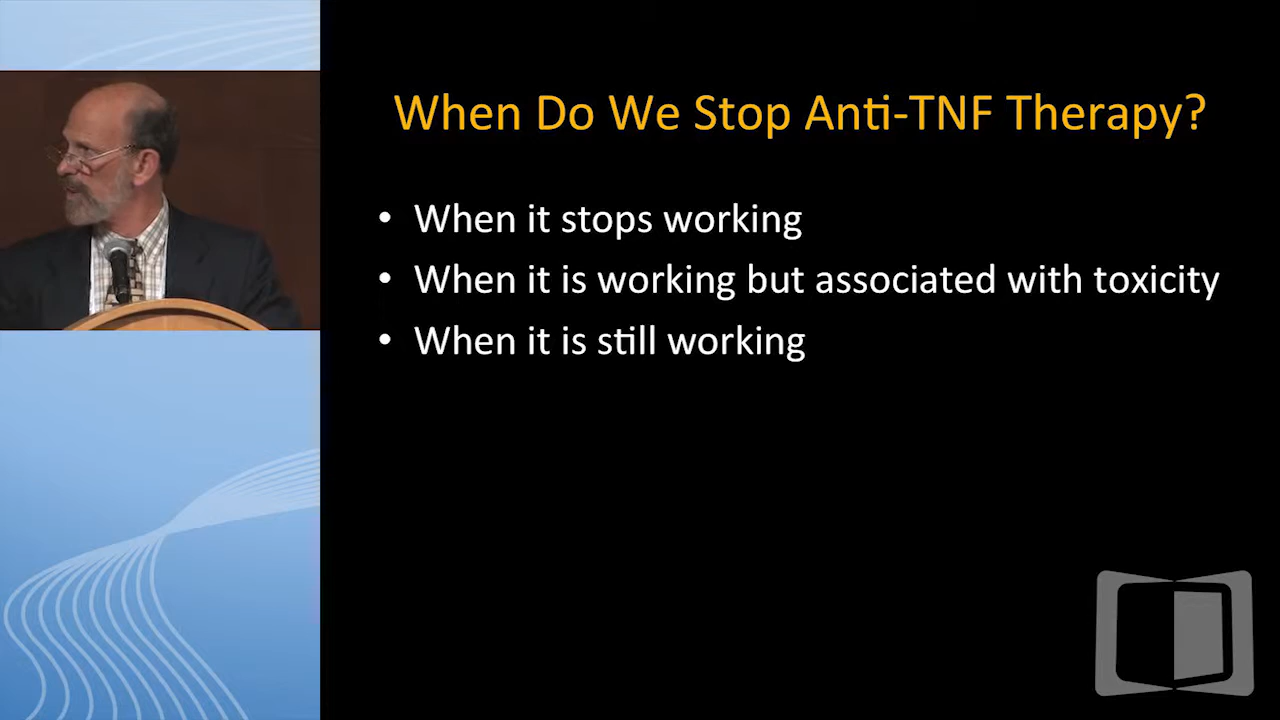 When Do We Stop Anti-TNF Therapy?
• When it stops working
• When it is working but associated with toxicity
• When it is still working